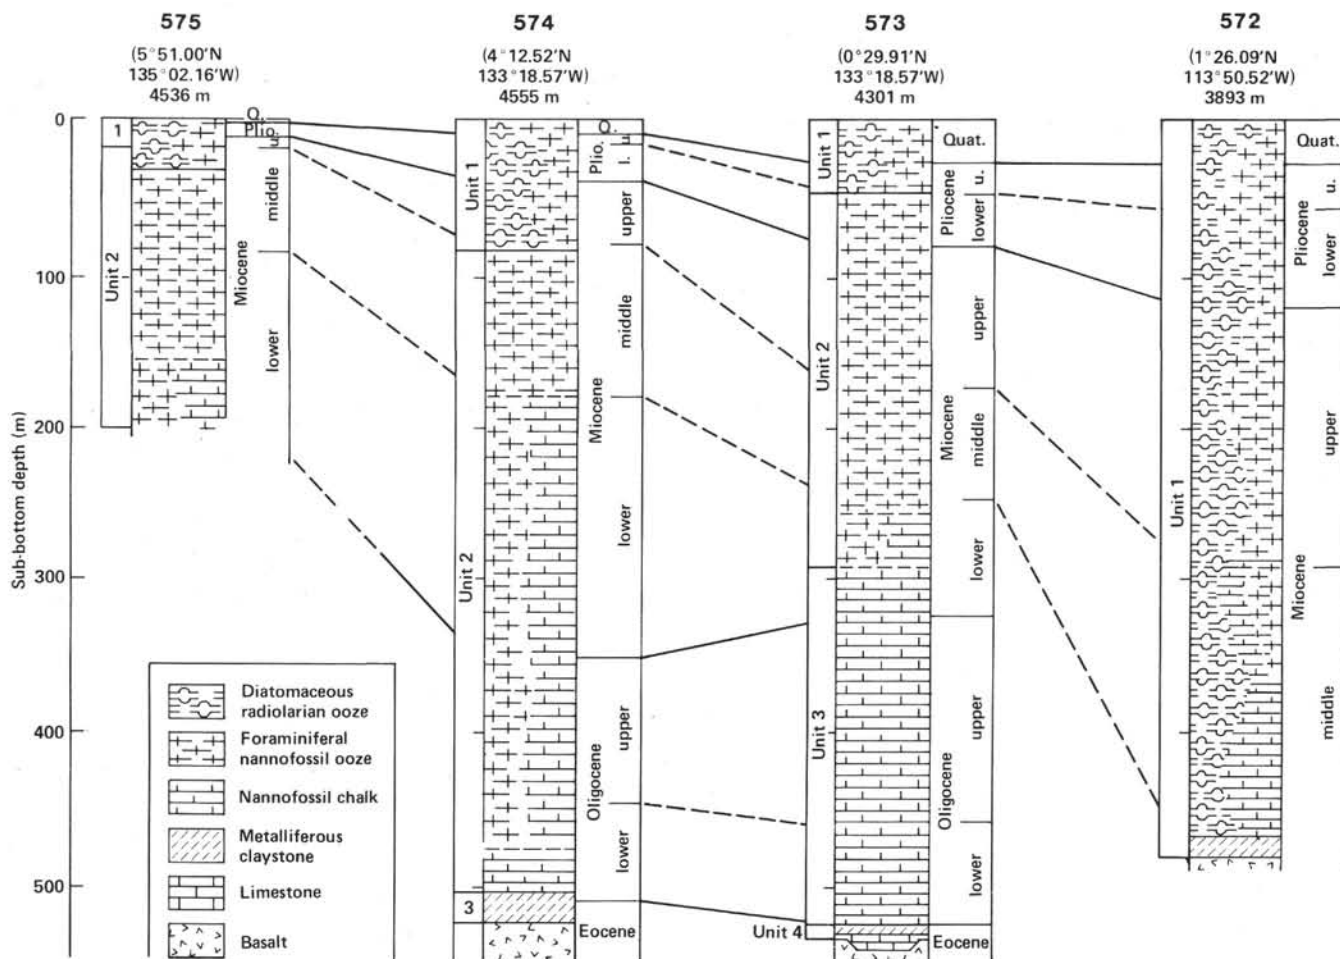 575
(5°51.00'N
135°02.16'W)
4536 m
574
(4°12.52'N
133°18.57'W)
4555 m
573
(0°29.91'N
133°18.57'W)
4301 m
572
(1°26.09'N
113°50.52'W)
3893 m
Sub-bottom depth (m)
0
100
200
300
400
500
1
Unit 2
Q.
Plio.
u.
middle
lower
Miocene
Unit 1
Unit 2
3
Q.
Plio.
u.
l.
upper
middle
lower
Miocene
upper
lower
Oligocene
Eocene
Unit 1
Unit 2
Unit 3
Unit 4
Quat.
Pliocene
u.
lower
upper
middle
lower
Miocene
upper
lower
Oligocene
Eocene
Unit 1
Quat.
Pliocene
u.
lower
upper
Miocene
middle
Diatomaceous
radiolarian ooze
Foraminiferal
nannofossil ooze
Nannofossil chalk
Metalliferous
claystone
Limestone
Basalt